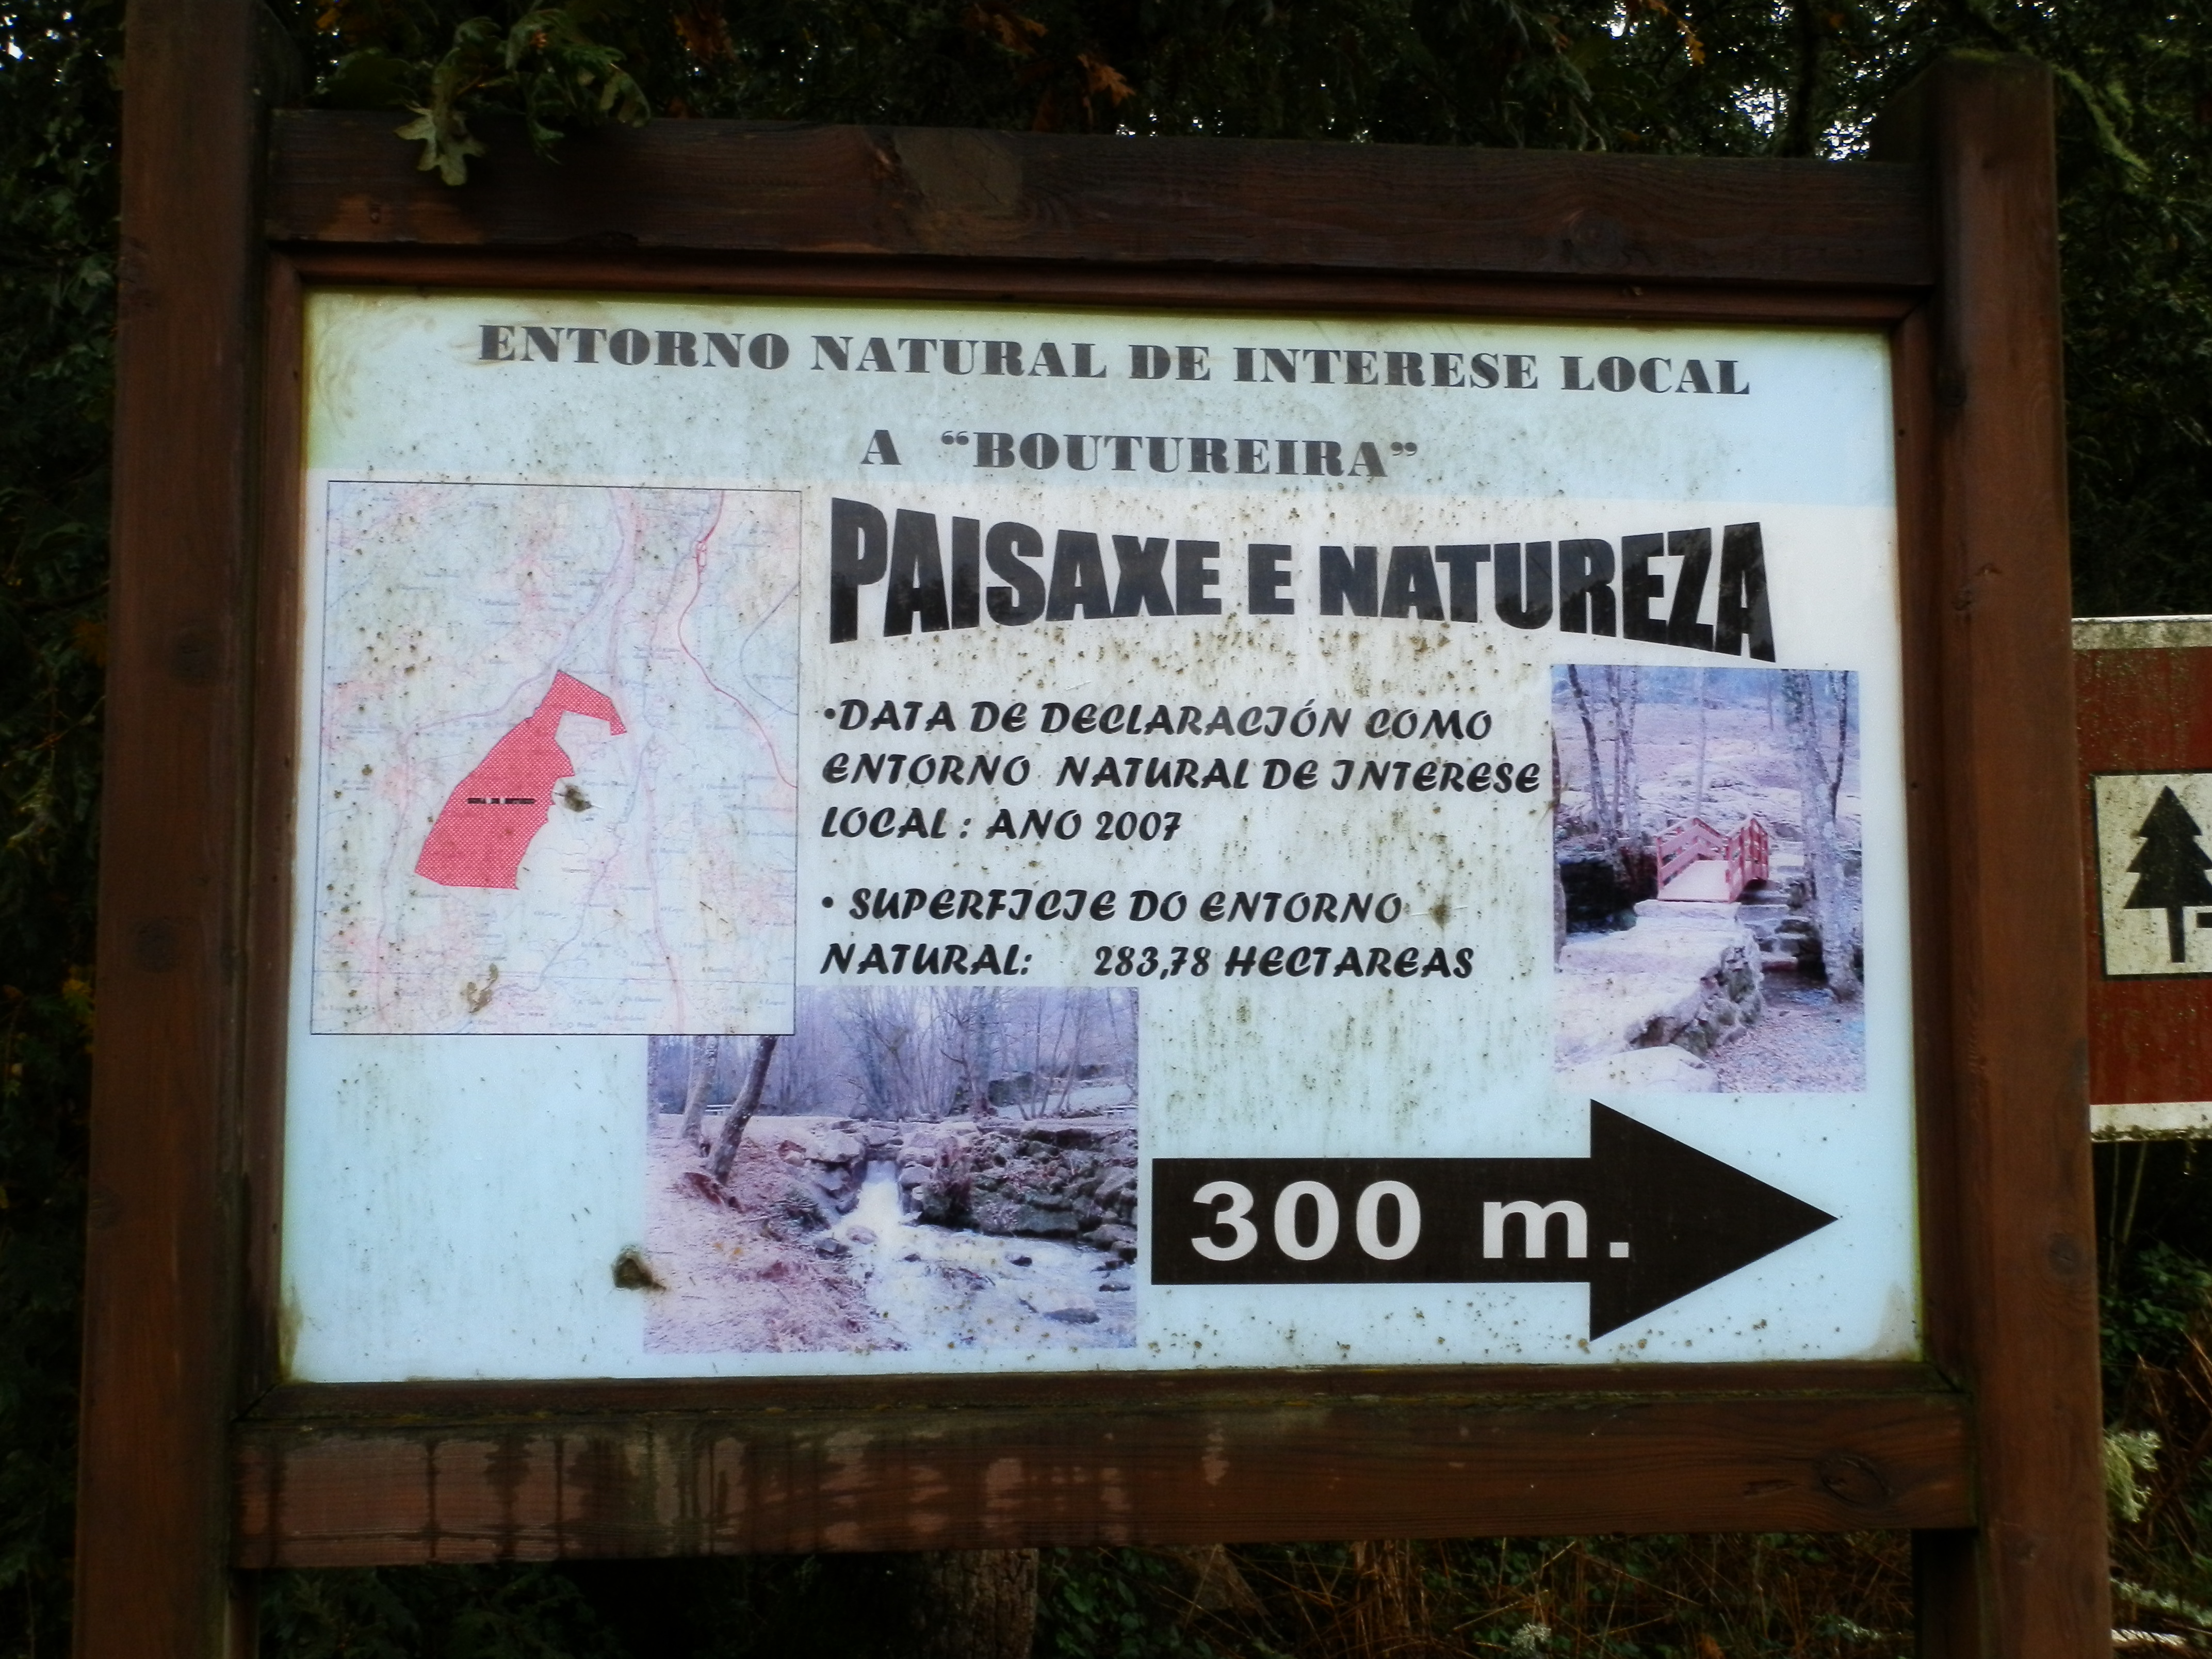 ENTORNO NATURAL DE INTERESE LOCAL
A “BOUTUREIRA”
PAISAXE E NATUREZA
•DATA DE DECLARACIÓN COMO
ENTORNO NATURAL DE INTERESE
LOCAL : ANO 2007
• SUPERFICIE DO ENTORNO
NATURAL: 283,78 HECTAREAS
300 m.